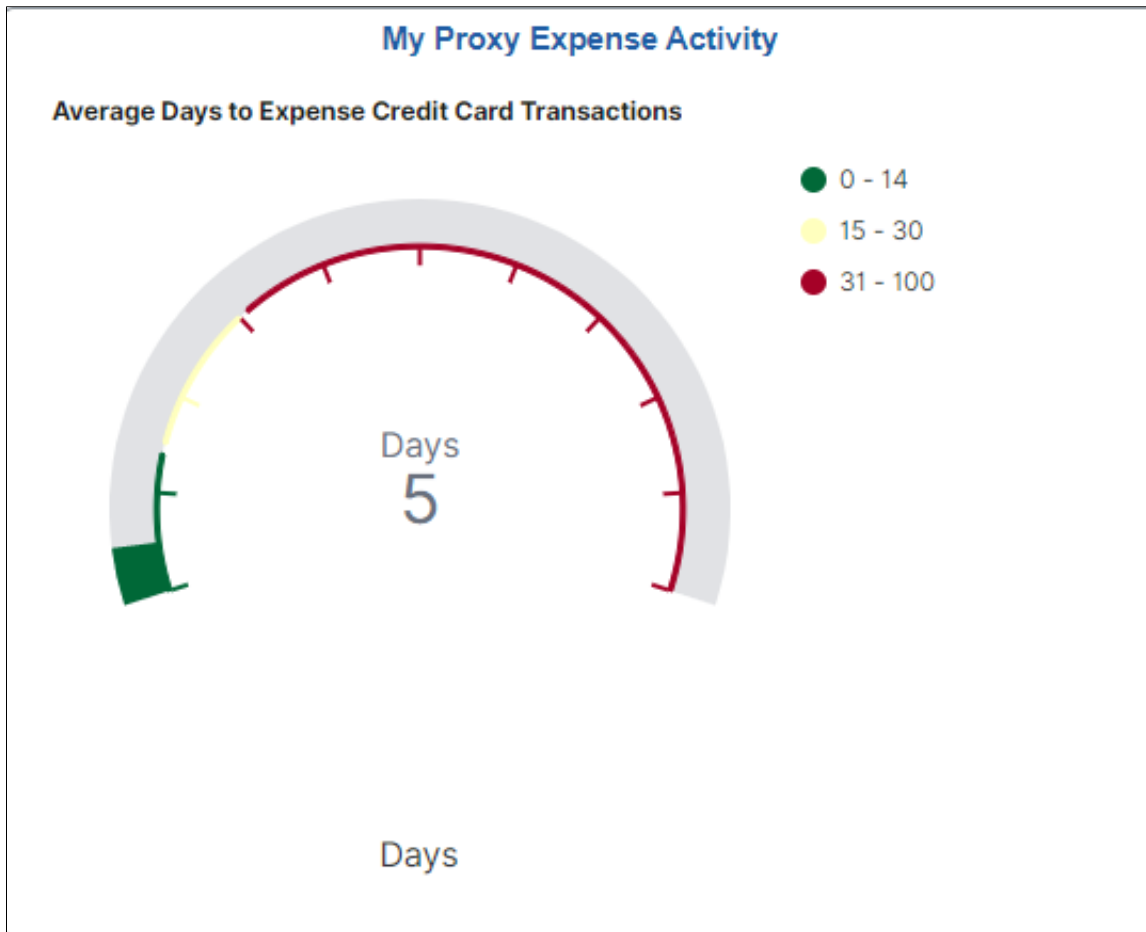 My Proxy Expense Activity
Average Days to Expense Credit Card Transactions
0 - 14
15 - 30
31 - 100
Days
5
Days